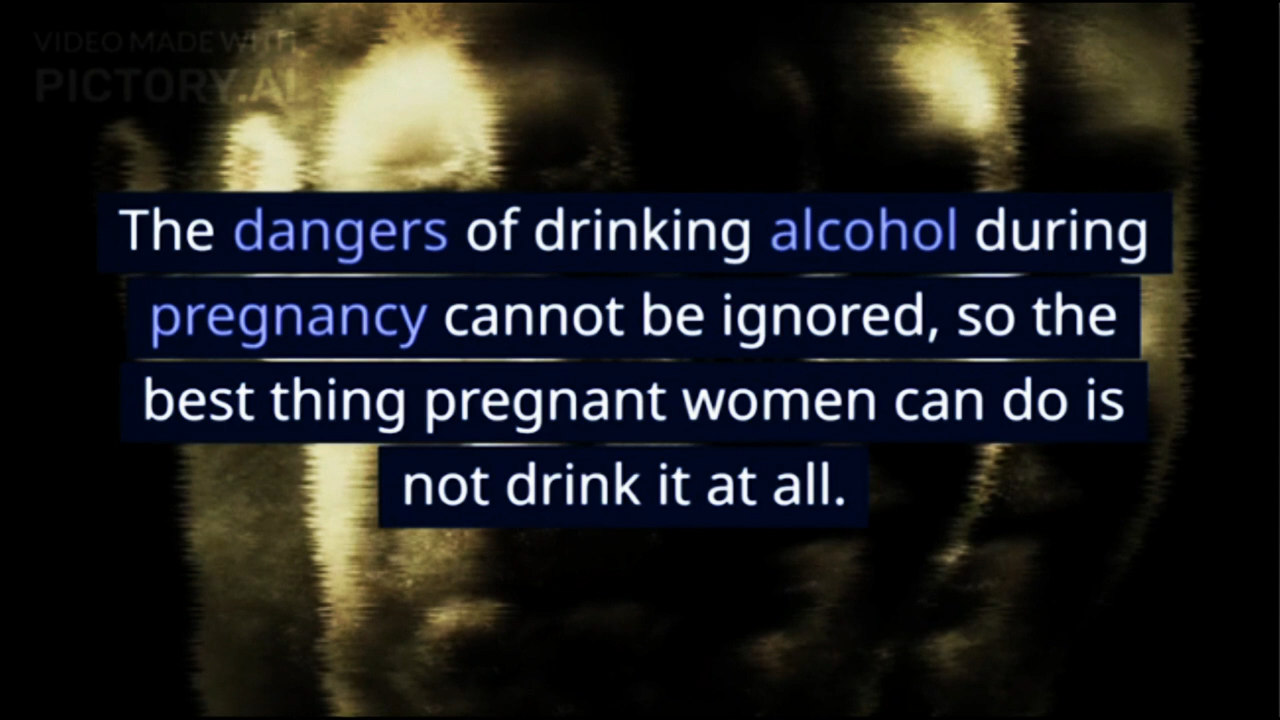 VIDEO MADE WITH
PICTORY.AI
The dangers of drinking alcohol during
pregnancy cannot be ignored, so the
best thing pregnant women can do is
not drink it at all.